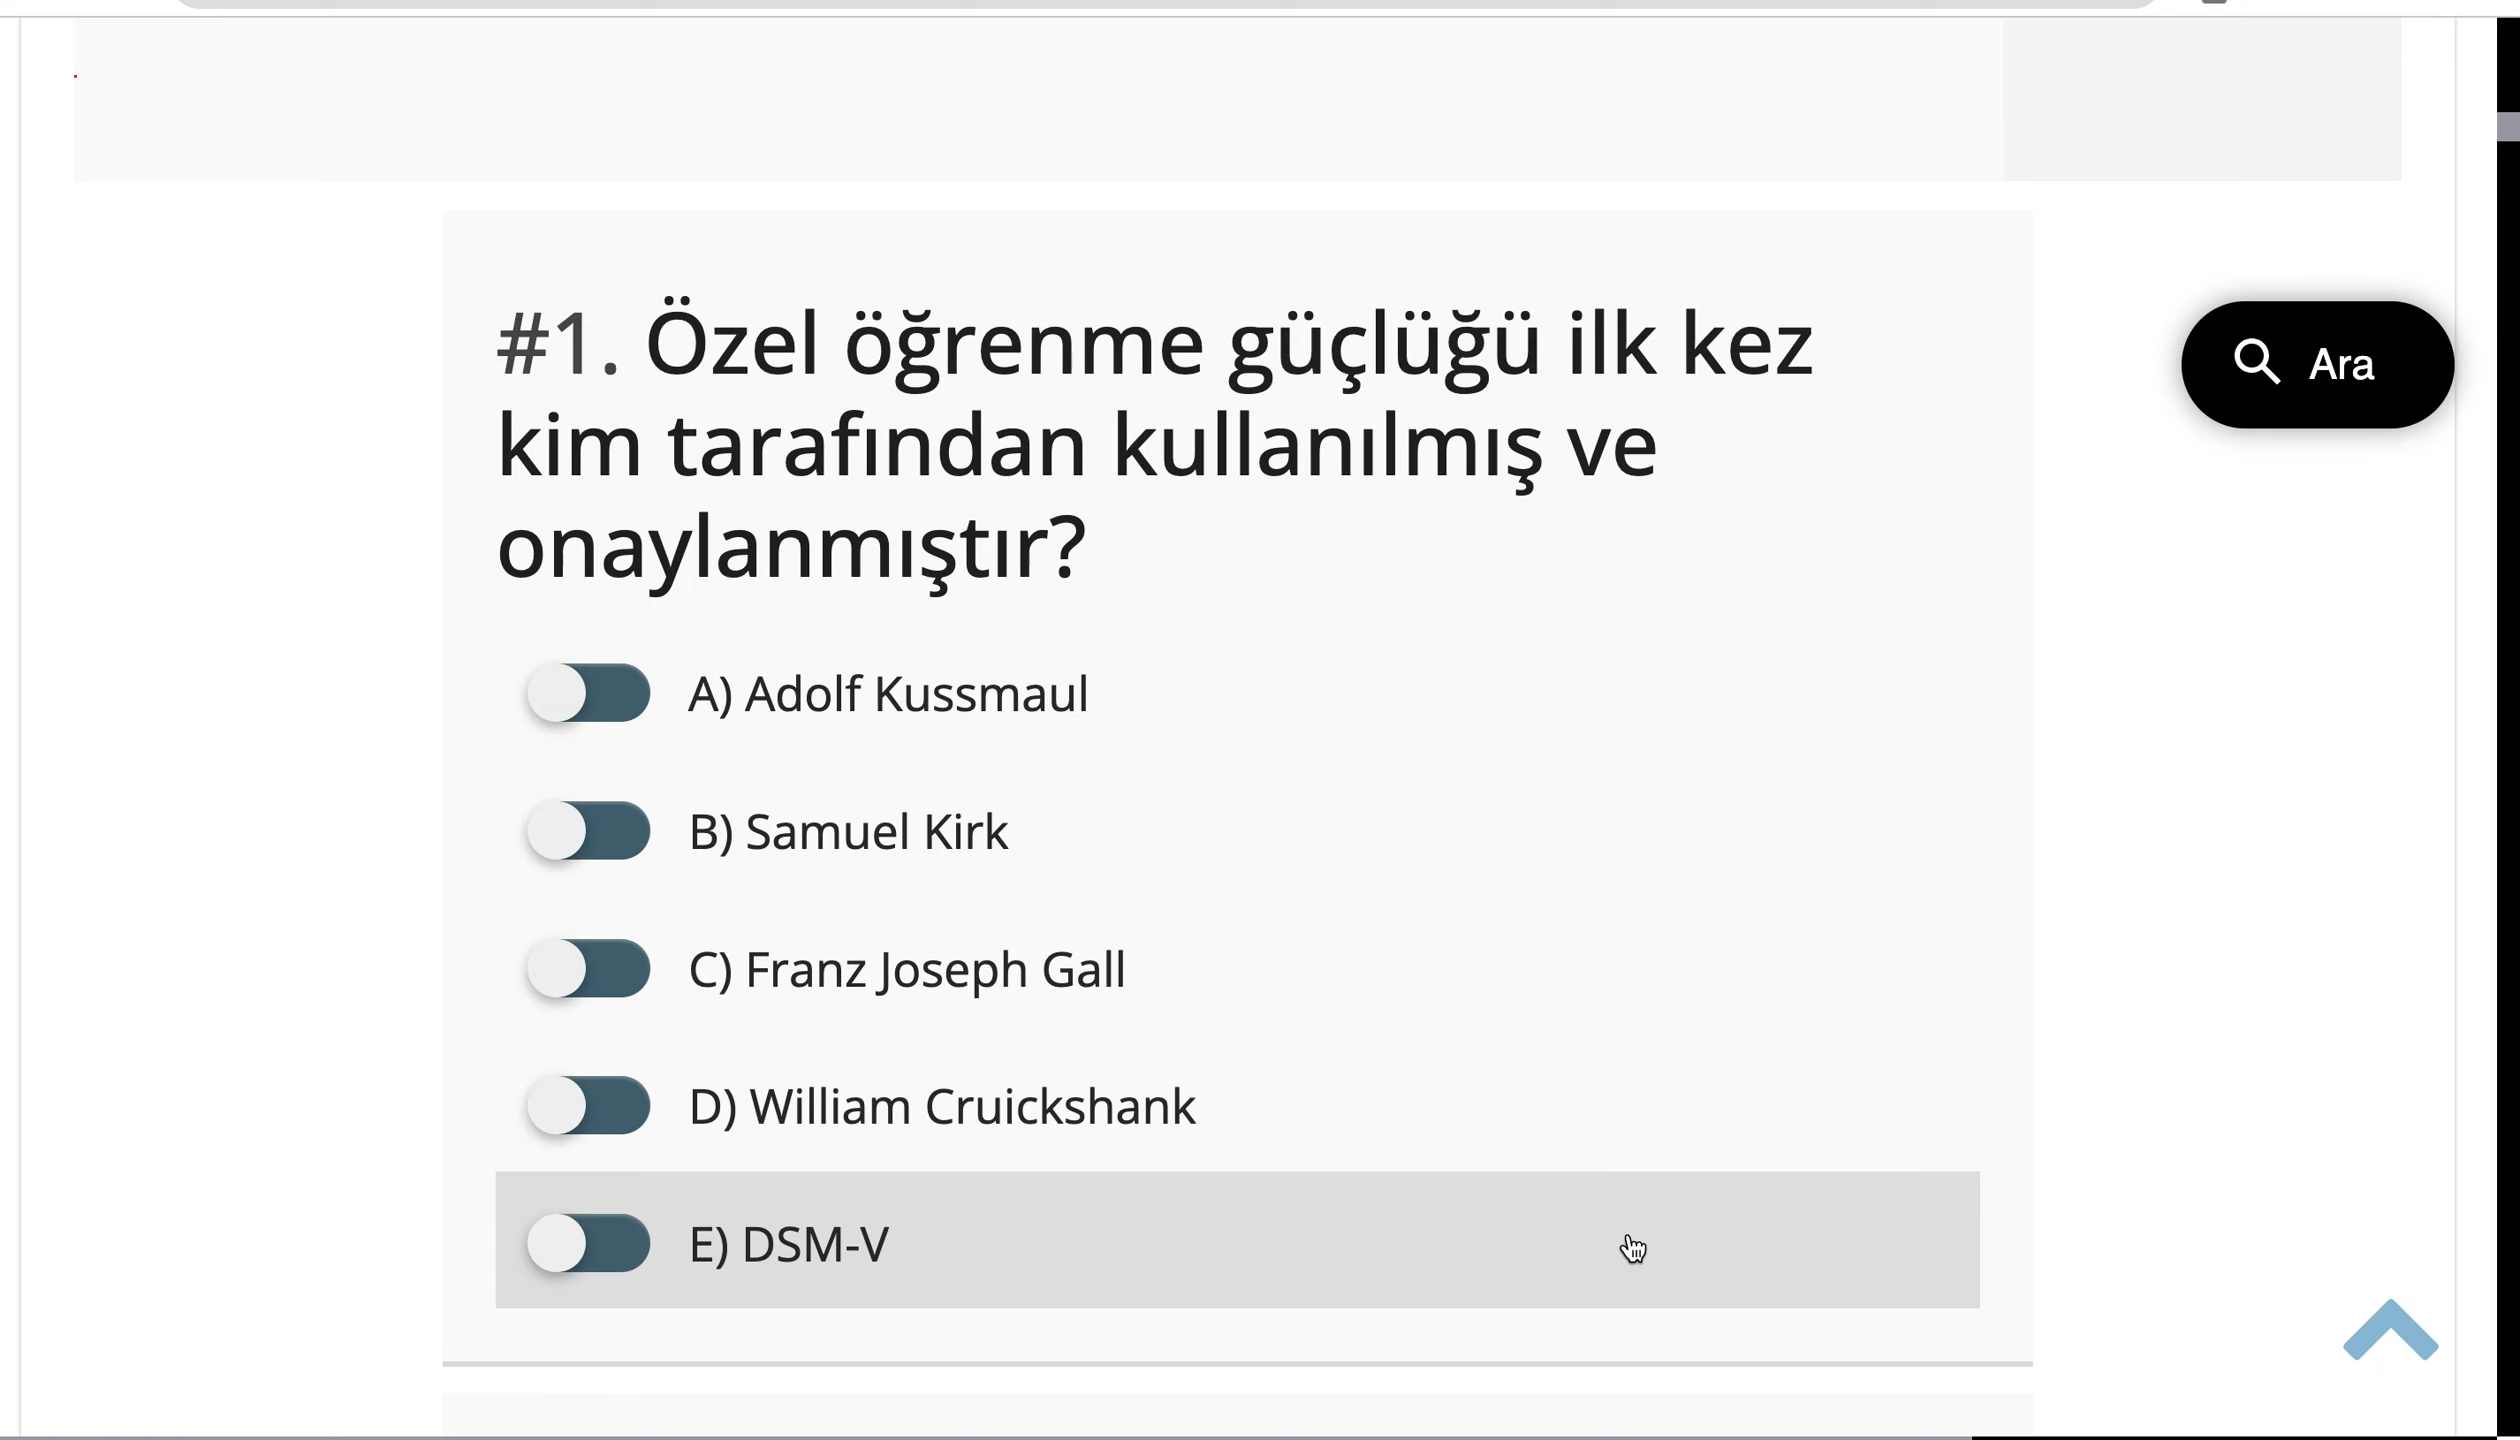 #1. Özel öğrenme güçlüğü ilk kez
kim tarafından kullanılmış ve
onaylanmıştır?
Ara
A) Adolf Kussmaul
B) Samuel Kirk
C) Franz Joseph Gall
D) William Cruickshank
E) DSM-V